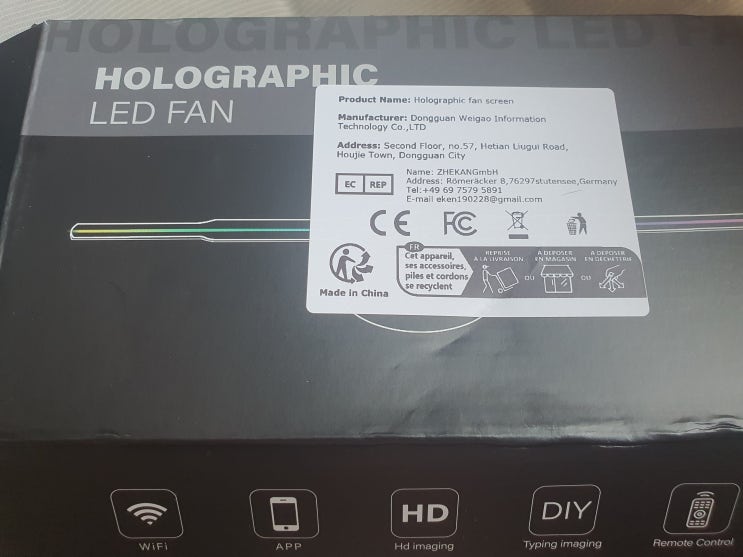 HOLOGRAPHIC LED F
HOLOGRAPHIC
LED FAN
Product Name: Holographic fan screen
Manufacturer: Dongguan Weigao Information
Technology Co.,LTD
Address: Second Floor, no.57, Hetian Liugui Road,
Houjie Town, Dongguan City
EC REP
Name: ZHEKANGmbH
Address: Römeräcker 8,76297stutensee,Germany
Tel:+49 69 7579 5891
E-mail eken190228@gmail.com
CE FC
Made in China
FR
Cet appareil,
ses accessoires,
piles et cordons
se recyclent
REPRISE
À LA LIVRAISON
OU
À DÉPOSER
EN MAGASIN
OU
À DÉPOSER
EN DÉCHÈTERIE
WiFi
APP
HD
Hd imaging
DIY
Typing imaging
Remote Control